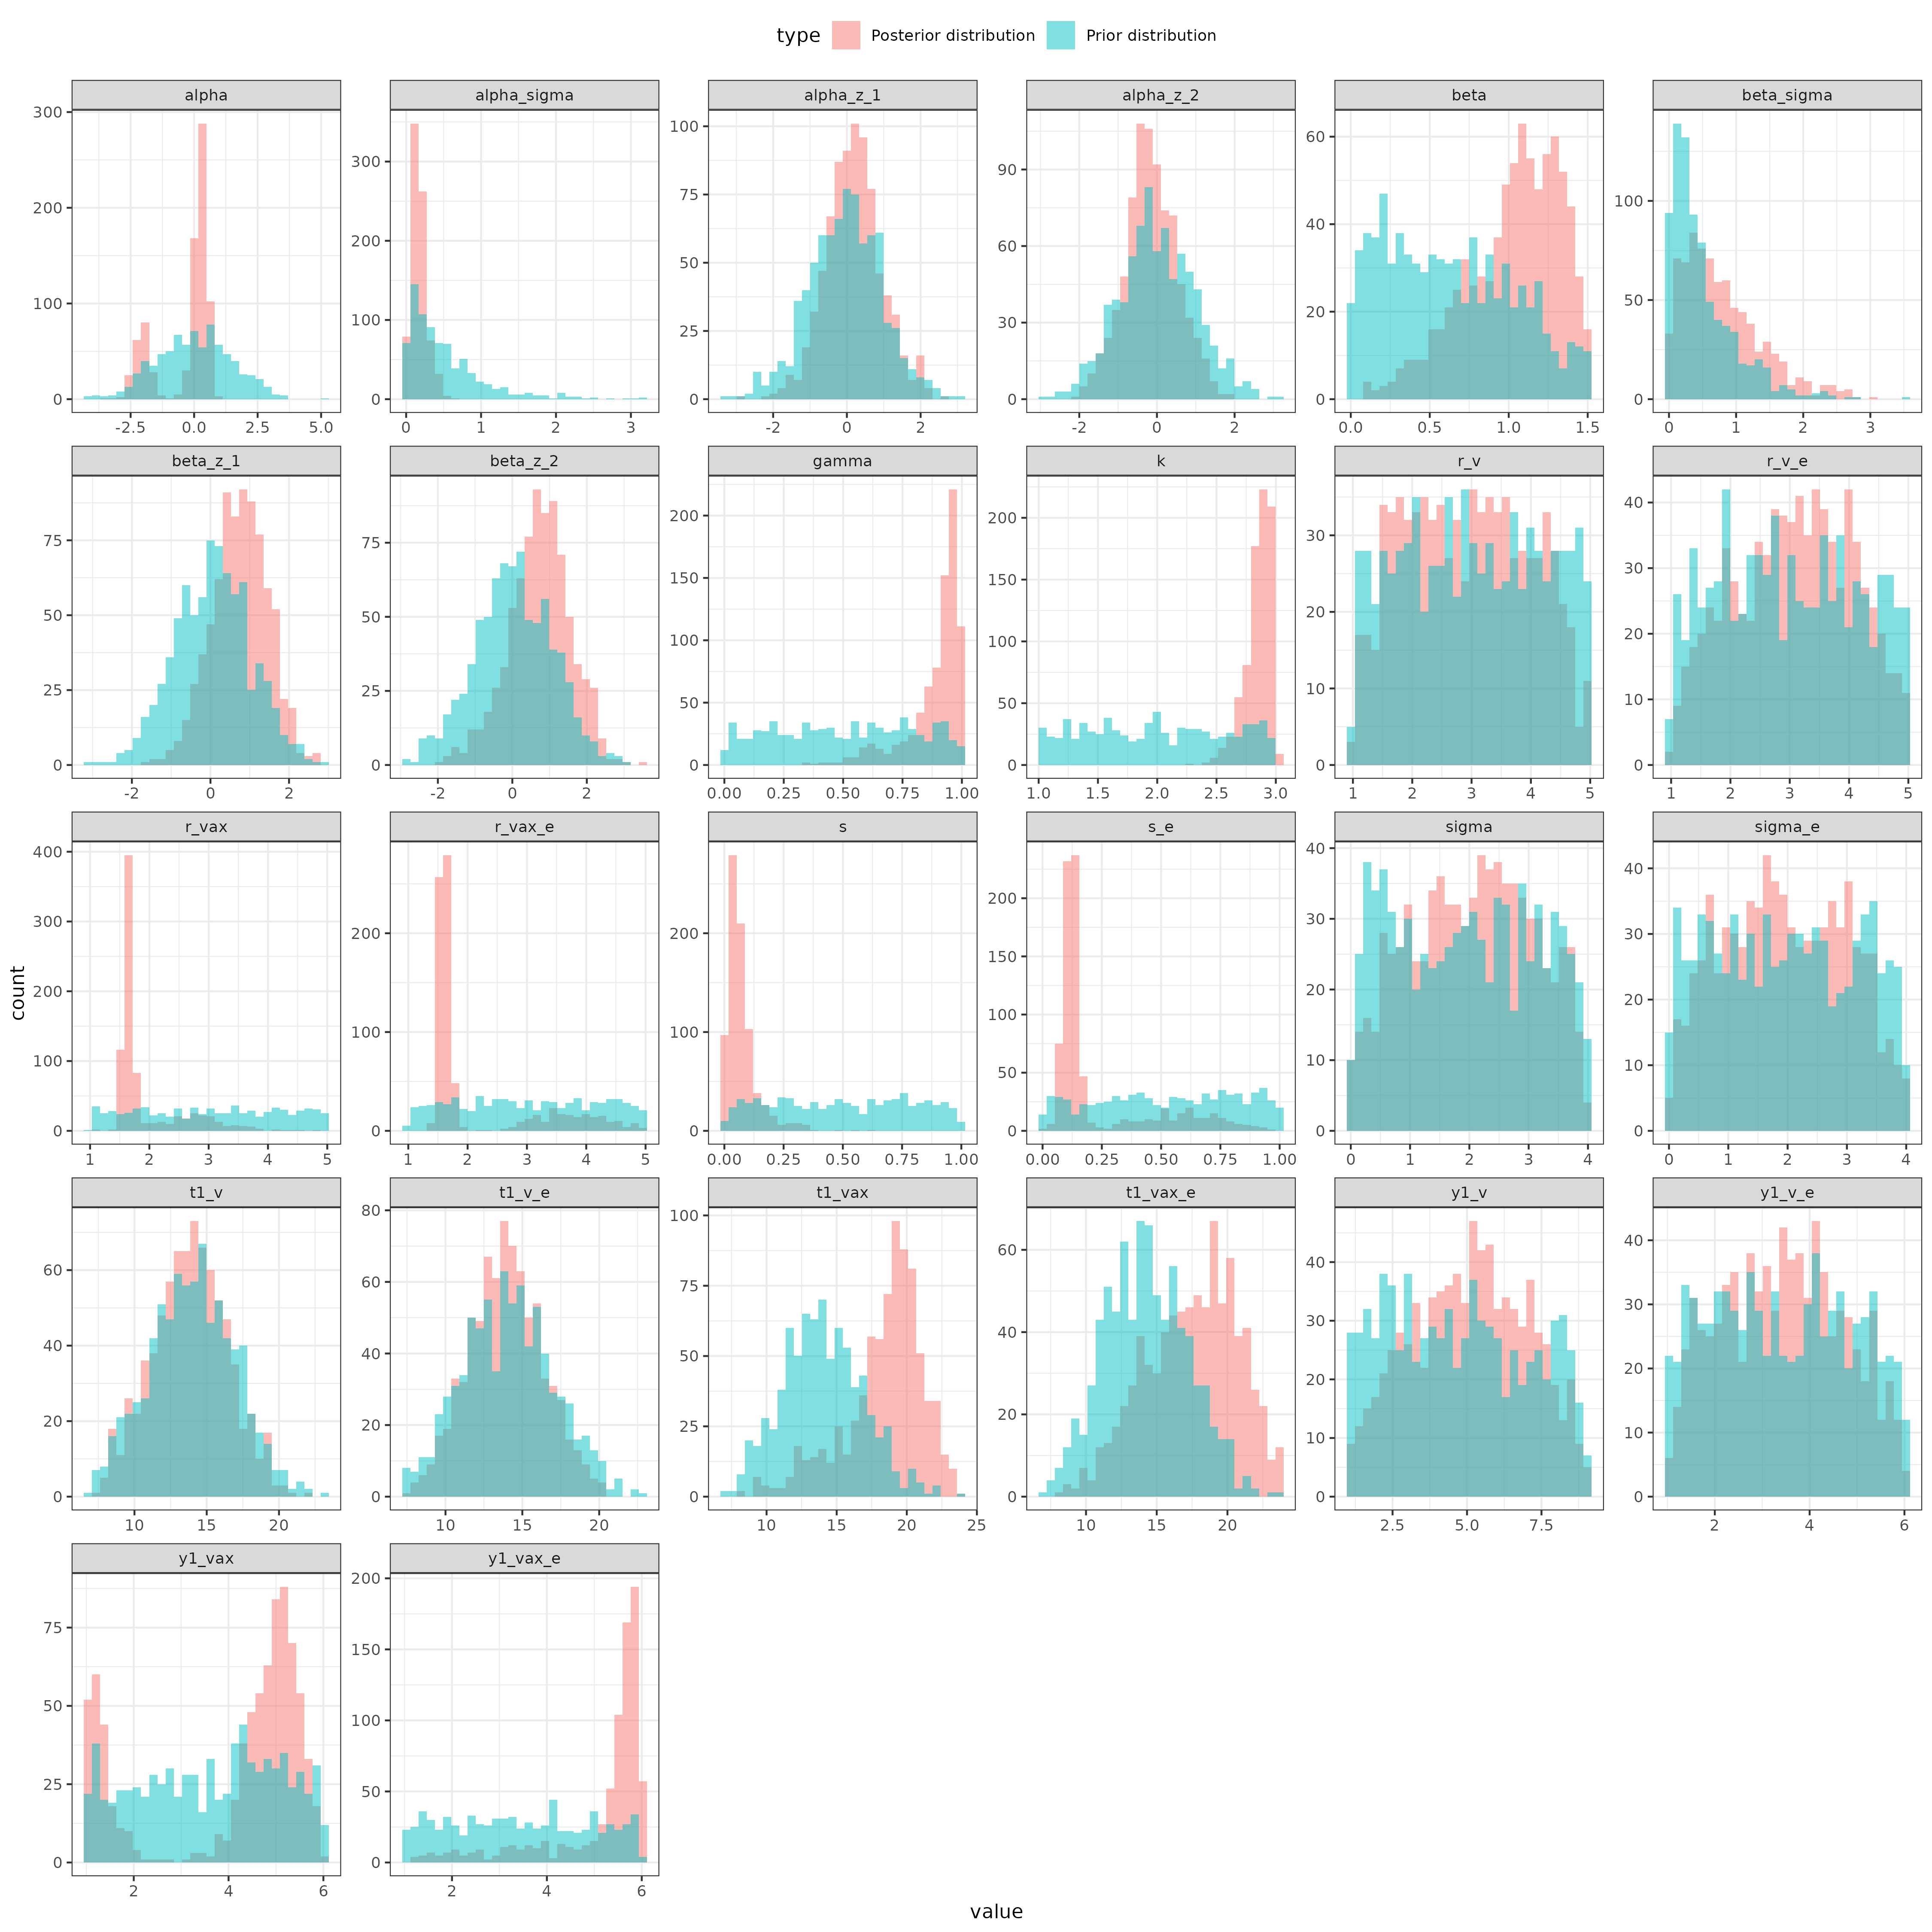 type Posterior distribution Prior distribution
alpha alpha_sigma alpha_z_1 alpha_z_2 beta beta_sigma
300 200 100 0
300 200 100 0
100 75 50 25 0
90 60 30 0
60 40 20 0
100 50 0
-2.5 0.0 2.5 5.0
0 1 2 3
-2 0 2
-2 0 2
0.0 0.5 1.0 1.5
0 1 2 3
beta_z_1 beta_z_2 gamma k r_v r_v_e
75 50 25 0
75 50 25 0
200 150 100 50 0
200 150 100 50 0
30 20 10 0
40 30 20 10 0
-2 0 2
-2 0 2
0.00 0.25 0.50 0.75 1.00
1.0 1.5 2.0 2.5 3.0
1 2 3 4 5
1 2 3 4 5
r_vax r_vax_e s s_e sigma sigma_e
400 300 200 100 0
200 100 0
200 100 0
200 150 100 50 0
40 30 20 10 0
40 30 20 10 0
1 2 3 4 5
1 2 3 4 5
0.00 0.25 0.50 0.75 1.00
0.00 0.25 0.50 0.75 1.00
0 1 2 3 4
0 1 2 3 4
t1_v t1_v_e t1_vax t1_vax_e y1_v y1_v_e
60 40 20 0
80 60 40 20 0
100 75 50 25 0
60 40 20 0
40 30 20 10 0
40 30 20 10 0
10 15 20
10 15 20
10 15 20 25
10 15 20
2.5 5.0 7.5
2 4 6
y1_vax y1_vax_e
75 50 25 0
200 150 100 50 0
2 4 6
2 4 6
count
value